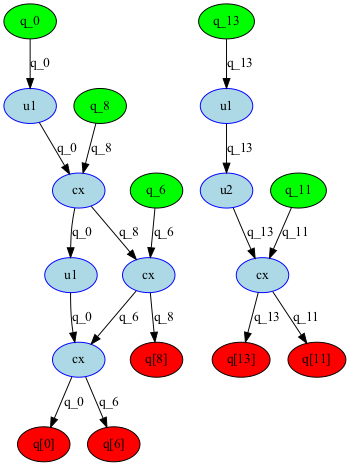 q_0 q_13
q_0 q_13
u1 q_8 u1
q_0 q_8 q_13
cx q_6 u2 q_11
q_0 q_8 q_6 q_13 q_11
u1 cx cx
q_0 q_6 q_8 q_13 q_11
cx q[8] q[13] q[11]
q_0 q_6
q[0] q[6]